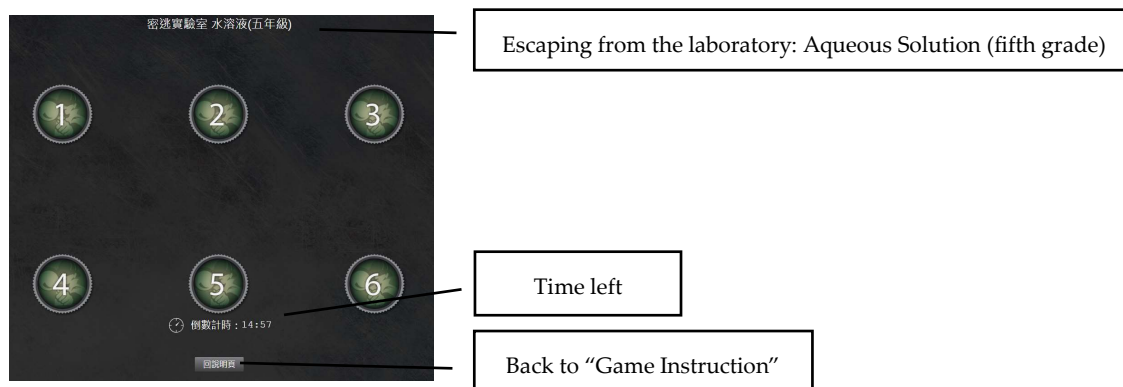 密逃實驗室 水溶液(五年級)
Escaping from the laboratory: Aqueous Solution (fifth grade)
1
2
3
4
5
6
倒數計時：14:57
Time left
回說明頁
Back to “Game Instruction”